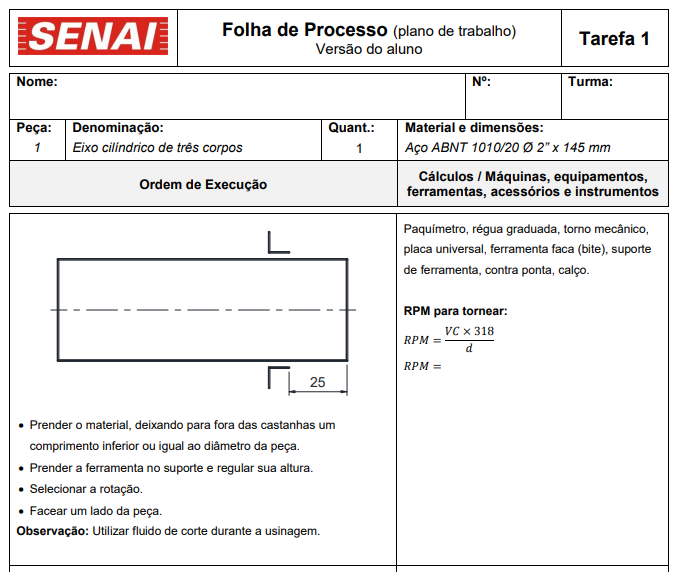 SENAI
Folha de Processo (plano de trabalho)
Versão do aluno
Tarefa 1
Nome:
Nº:
Turma:
Peça:
1
Denominação:
Eixo cilíndrico de três corpos
Quant.:
1
Material e dimensões:
Aço ABNT 1010/20 Ø 2” x 145 mm
Ordem de Execução
Cálculos / Máquinas, equipamentos,
ferramentas, acessórios e instrumentos
25
• Prender o material, deixando para fora das castanhas um
comprimento inferior ou igual ao diâmetro da peça.
• Prender a ferramenta no suporte e regular sua altura.
• Selecionar a rotação.
• Facear um lado da peça.
Observação: Utilizar fluido de corte durante a usinagem.
Paquímetro, régua graduada, torno mecânico,
placa universal, ferramenta faca (bite), suporte
de ferramenta, contra ponta, calço.
RPM para tornear:
RPM = VC × 318 / d
RPM =